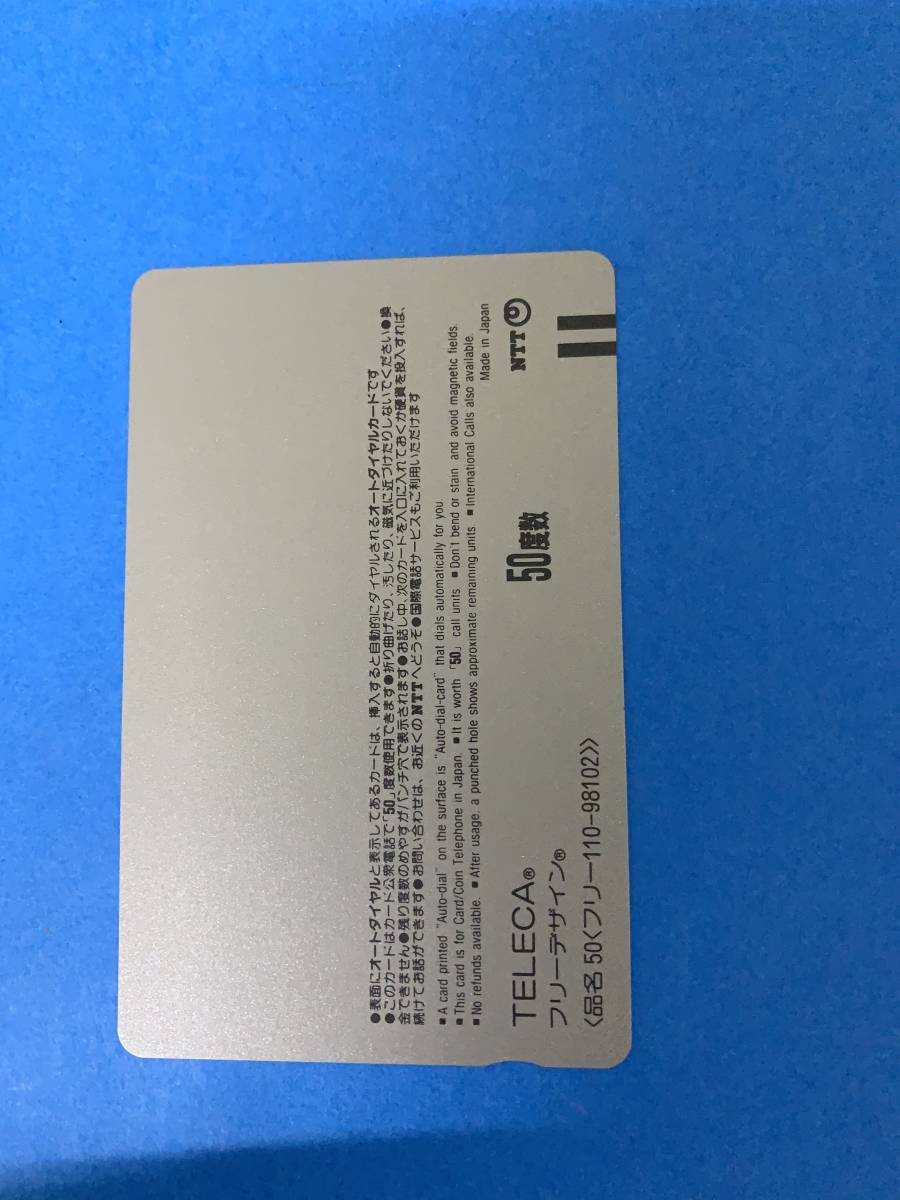 ●表面にオートダイヤルと表示してあるカードは、挿入すると自動的にダイヤルされるオートダイヤルカードです
●このカードはカード公衆電話で「50」度数使用できます●折り曲げたり、汚したり、磁気に近づけたりしないでください●換
金できません●残り度数のめやすがパンチ穴で表示されます●お話し中、次のカードを入口に入れておくか硬貨を投入すれば、
続けてお話ができます●お問い合わせは、お近くのNTTへどうぞ●国際電話サービスもご利用いただけます
■ A card printed "Auto-dial" on the surface is "Auto-dial-card" that dials automatically for you
■ This card is for Card/Coin Telephone in Japan. ■ It is worth 「50」 call units ■ Don't bend or stain and avoid magnetic fields.
■ No refunds available. ■ After usage, a punched hole shows approximate remaining units ■ International Calls also available.
Made in Japan
TELECA®
フリーデザイン®
〈品名 50〈フリー110-98102〉〉
50度数
NTT